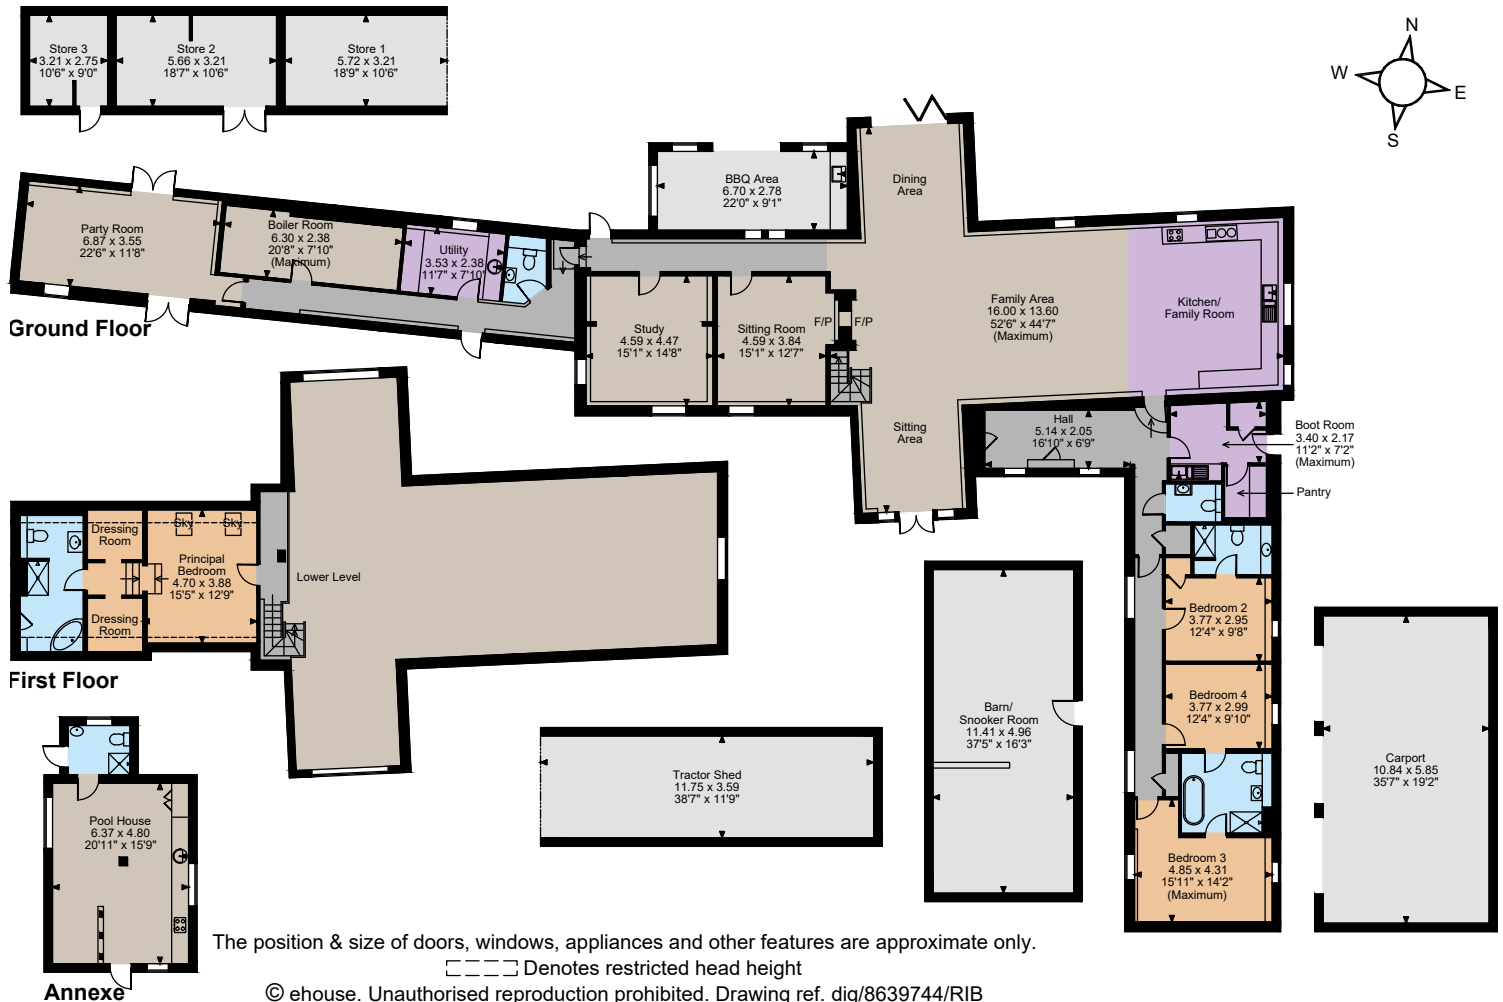 Store 3
3.21 x 2.75
10'6" x 9'0"
Store 2
5.66 x 3.21
18'7" x 10'6"
Store 1
5.72 x 3.21
18'9" x 10'6"
N
W
E
S
BBQ Area
6.70 x 2.78
22'0" x 9'1"
Dining
Area
Party Room
6.87 x 3.55
22'6" x 11'8"
Boiler Room
6.30 x 2.38
20'8" x 7'10"
(Maximum)
Utility
3.53 x 2.38
11'7" x 7'10"
Ground Floor
Study
4.59 x 4.47
15'1" x 14'8"
Sitting Room
4.59 x 3.84
15'1" x 12'7"
F/P
F/P
Family Area
16.00 x 13.60
52'6" x 44'7"
(Maximum)
Kitchen/
Family Room
Sitting
Area
Hall
5.14 x 2.05
16'10" x 6'9"
Boot Room
3.40 x 2.17
11'2" x 7'2"
(Maximum)
Pantry
Dressing
Room
Sky
Sky
Principal
Bedroom
4.70 x 3.88
15'5" x 12'9"
Dressing
Room
Lower Level
First Floor
Bedroom 2
3.77 x 2.95
12'4" x 9'8"
Bedroom 4
3.77 x 2.99
12'4" x 9'10"
Bedroom 3
4.85 x 4.31
15'11" x 14'2"
(Maximum)
Barn/
Snooker Room
11.41 x 4.96
37'5" x 16'3"
Carport
10.84 x 5.85
35'7" x 19'2"
Tractor Shed
11.75 x 3.59
38'7" x 11'9"
Pool House
6.37 x 4.80
20'11" x 15'9"
Annexe
The position & size of doors, windows, appliances and other features are approximate only.
Denotes restricted head height
© ehouse. Unauthorised reproduction prohibited. Drawing ref. dig/8639744/RIB